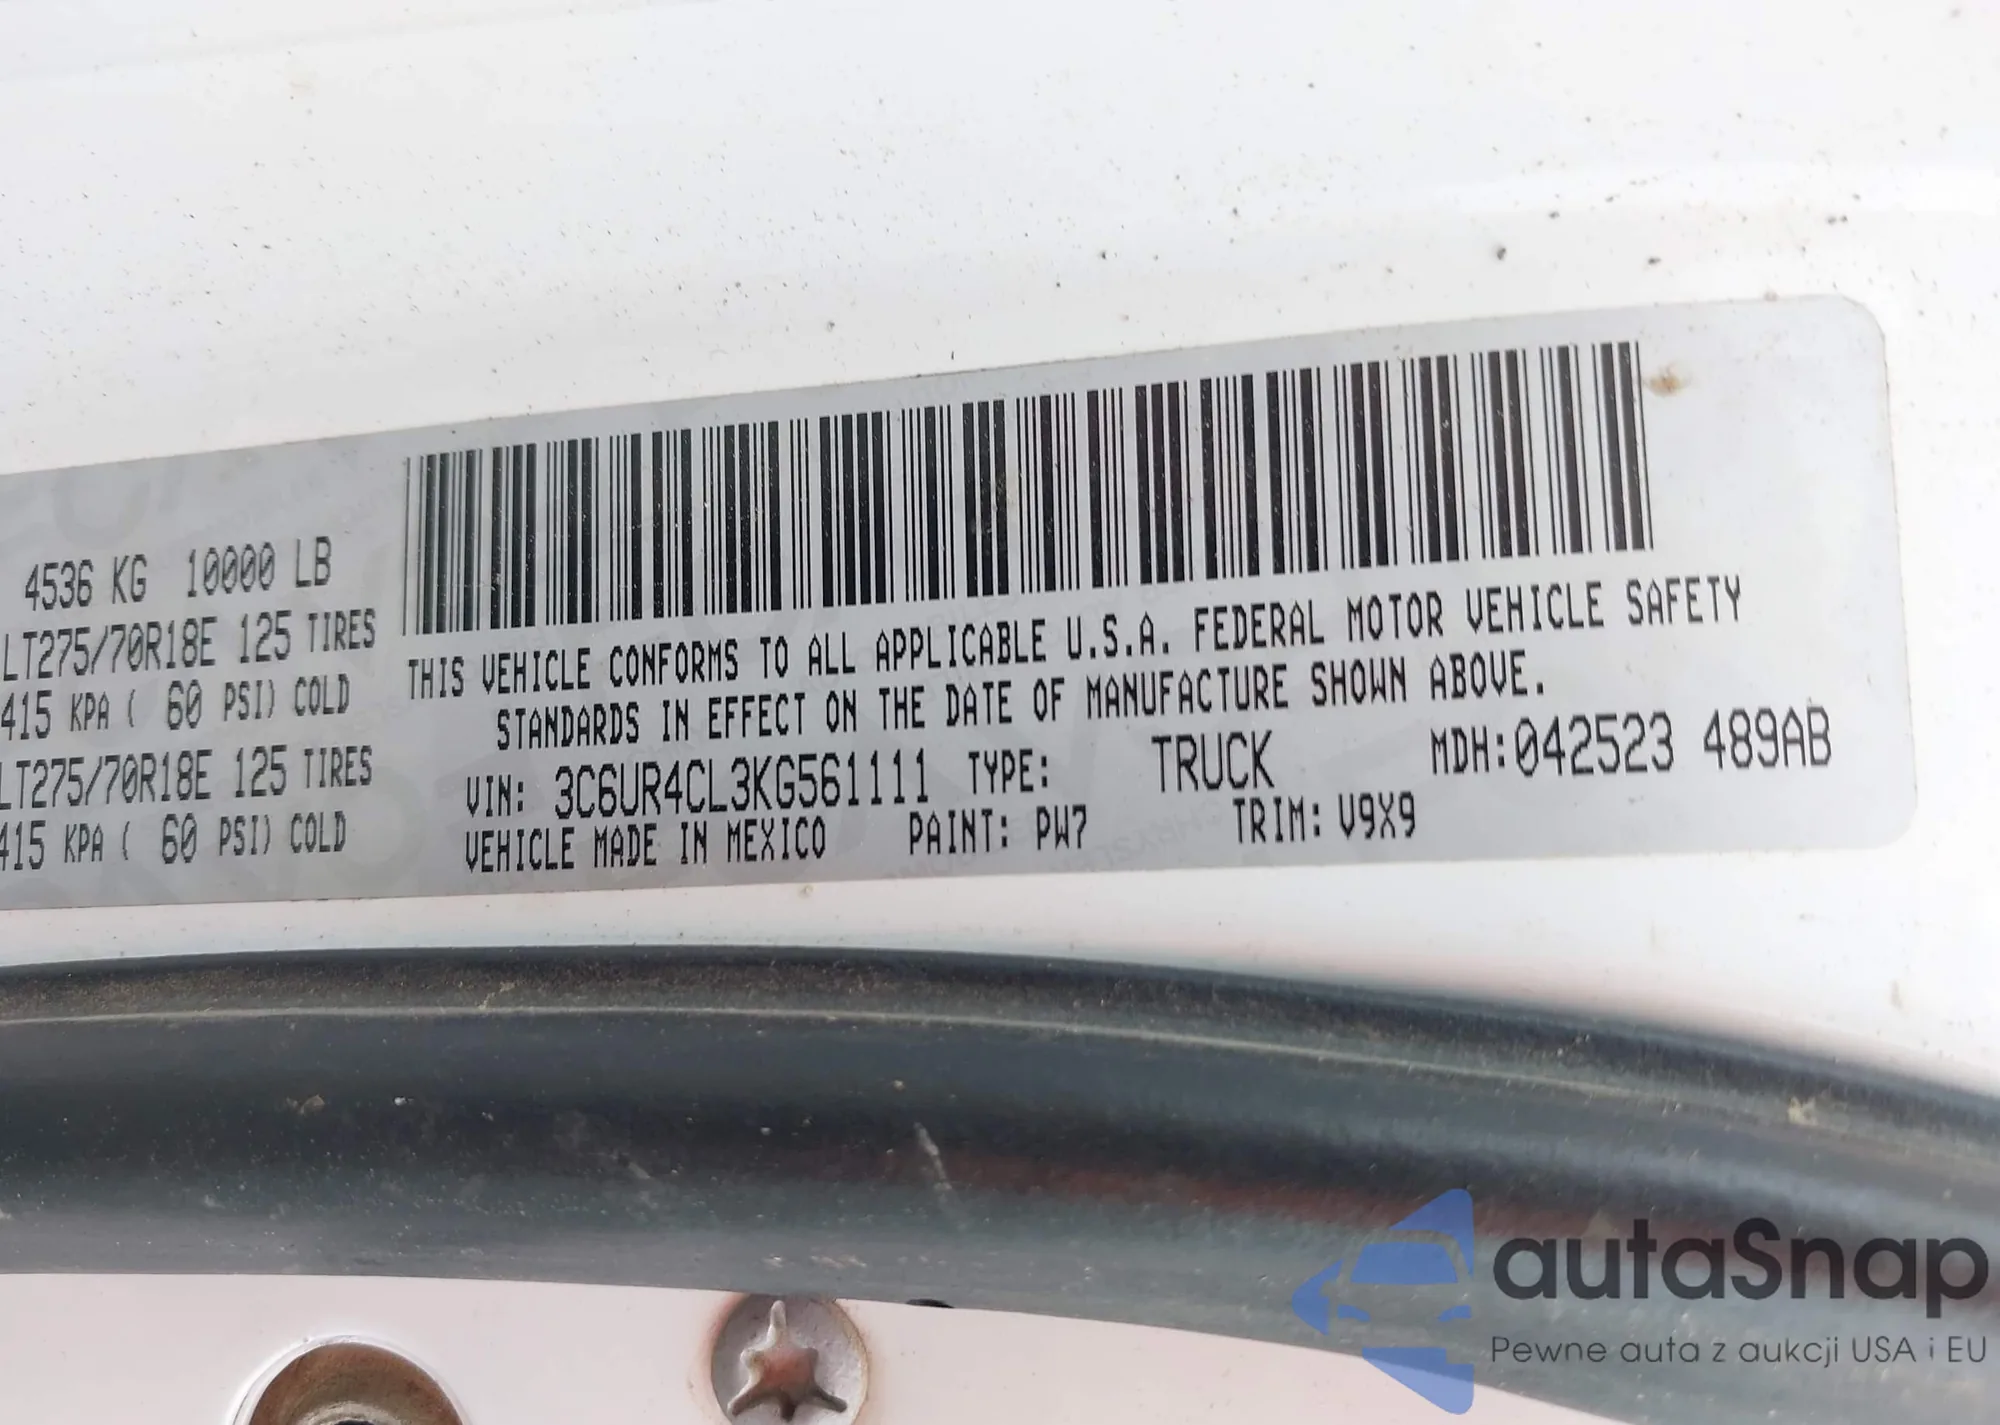 4536 KG 10000 LB
LT275/70R18E 125 TIRES
415 KPA ( 60 PSI) COLD
LT275/70R18E 125 TIRES
415 KPA ( 60 PSI) COLD
THIS VEHICLE CONFORMS TO ALL APPLICABLE U.S.A. FEDERAL MOTOR VEHICLE SAFETY
STANDARDS IN EFFECT ON THE DATE OF MANUFACTURE SHOWN ABOVE.
VIN: 3C6UR4CL3KG561111 TYPE: TRUCK MDH:042523 489AB
VEHICLE MADE IN MEXICO PAINT: PW7 TRIM: V9X9
autaSnap
Pewne auta z aukcji USA i EU